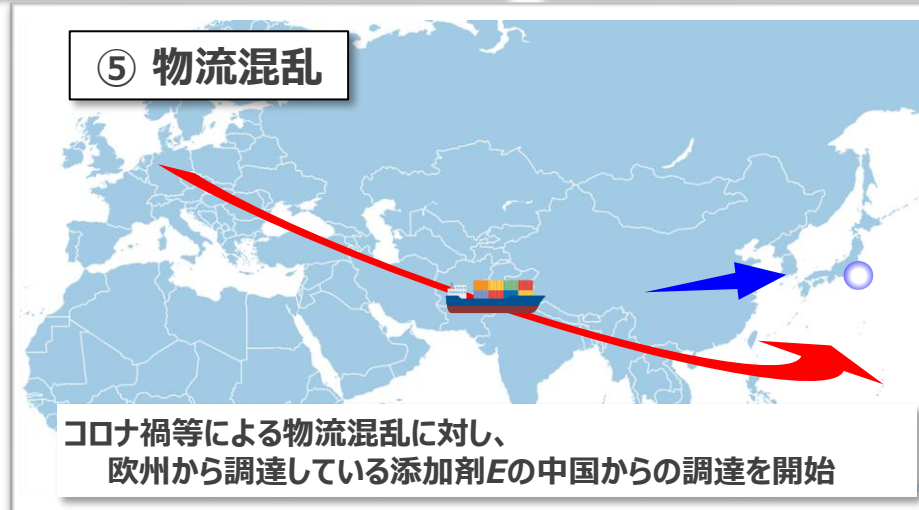 ⑤ 物流混乱
コロナ禍等による物流混乱に対し、
欧州から調達している添加剤Eの中国からの調達を開始